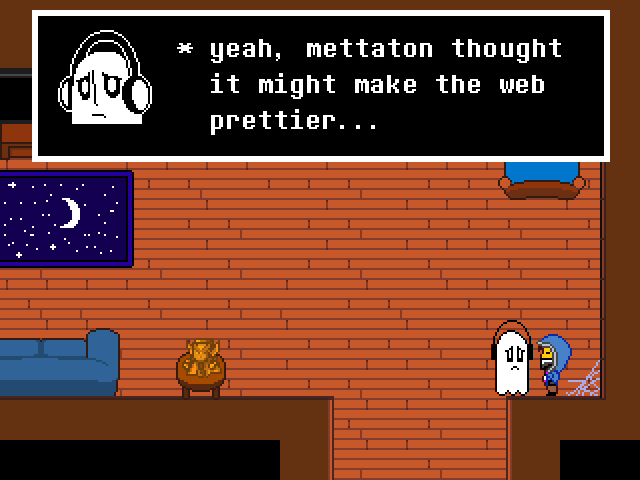 * yeah, mettaton thought
it might make the web
prettier...